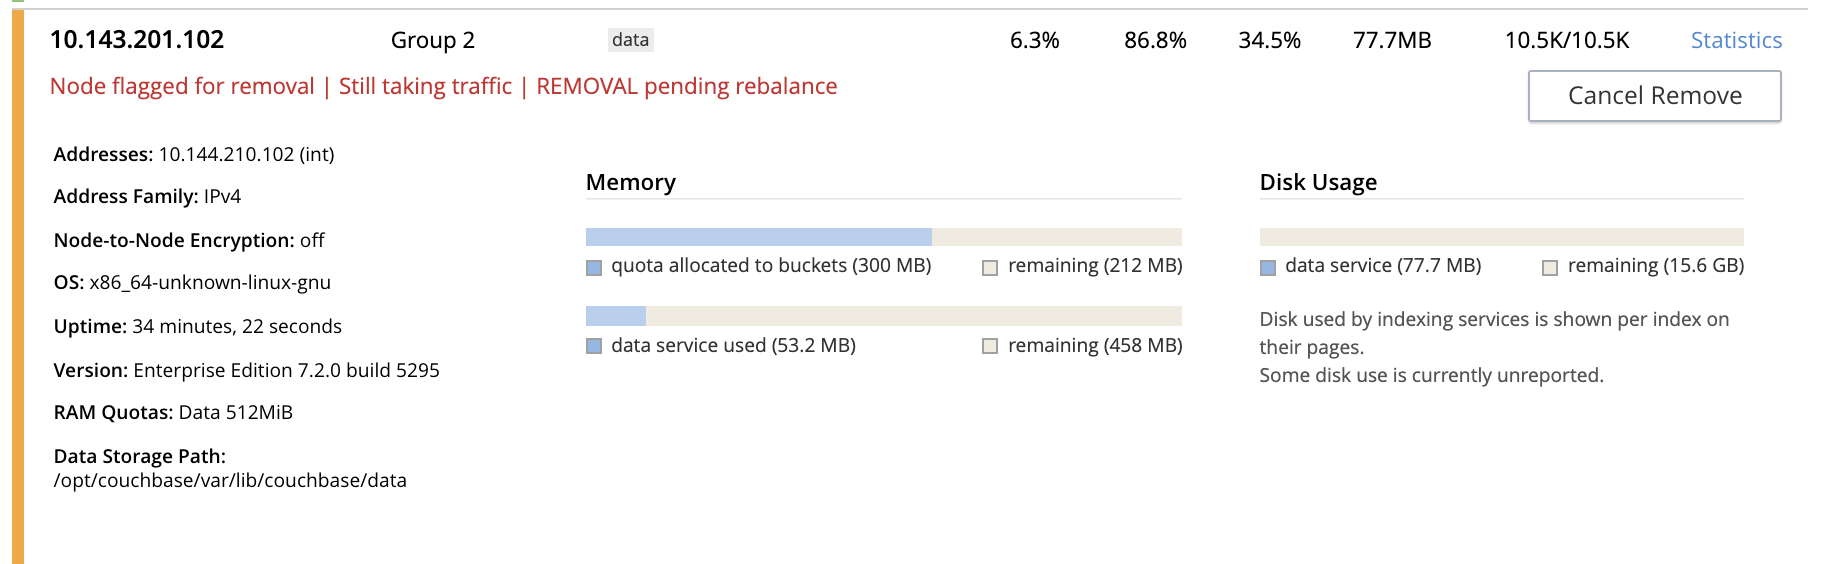 10.143.201.102 Group 2 data 6.3% 86.8% 34.5% 77.7MB 10.5K/10.5K Statistics
Node flagged for removal | Still taking traffic | REMOVAL pending rebalance
Cancel Remove
Addresses: 10.144.210.102 (int)
Address Family: IPv4
Node-to-Node Encryption: off
OS: x86_64-unknown-linux-gnu
Uptime: 34 minutes, 22 seconds
Version: Enterprise Edition 7.2.0 build 5295
RAM Quotas: Data 512MiB
Data Storage Path:
/opt/couchbase/var/lib/couchbase/data
Memory
quota allocated to buckets (300 MB) remaining (212 MB)
data service used (53.2 MB) remaining (458 MB)
Disk Usage
data service (77.7 MB) remaining (15.6 GB)
Disk used by indexing services is shown per index on
their pages.
Some disk use is currently unreported.